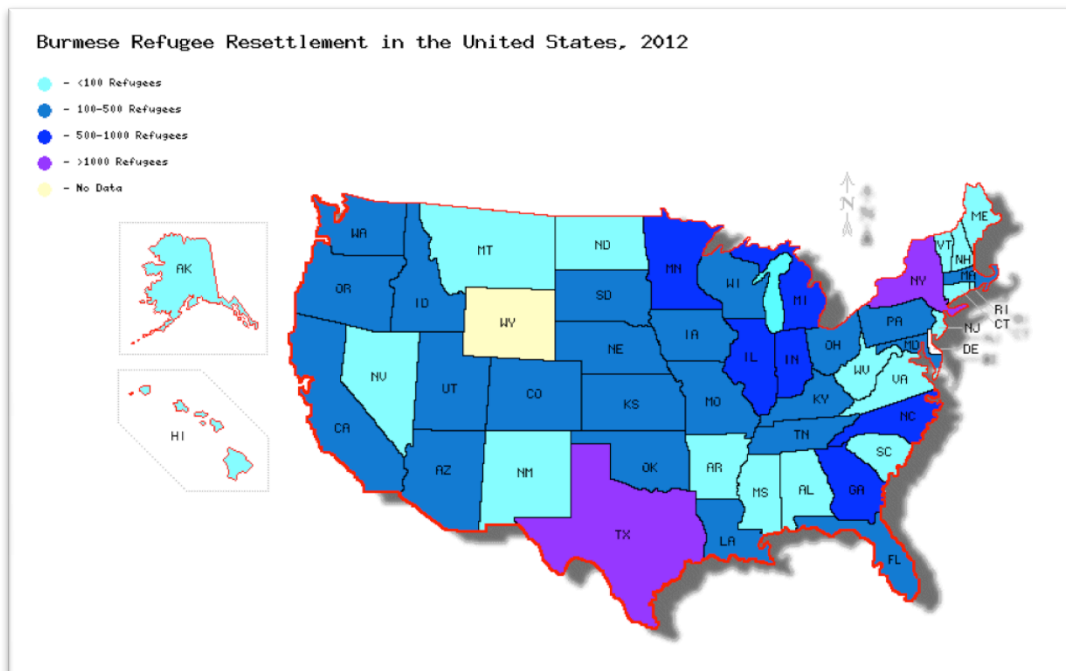 Burmese Refugee Resettlement in the United States, 2012
- <100 Refugees
- 100-500 Refugees
- 500-1000 Refugees
- >1000 Refugees
- No Data
N
ME
WA
VT
AK
MT
ND
NH
MN
NY
MA
OR
ID
WI
MI
SD
RI
WY
PA
CT
NJ
IA
NE
OH
MD
DE
IL
IN
NV
UT
WV
VA
CO
KS
MO
KY
CA
NC
HI
TN
OK
AZ
NM
AR
SC
MS
AL
GA
TX
LA
FL